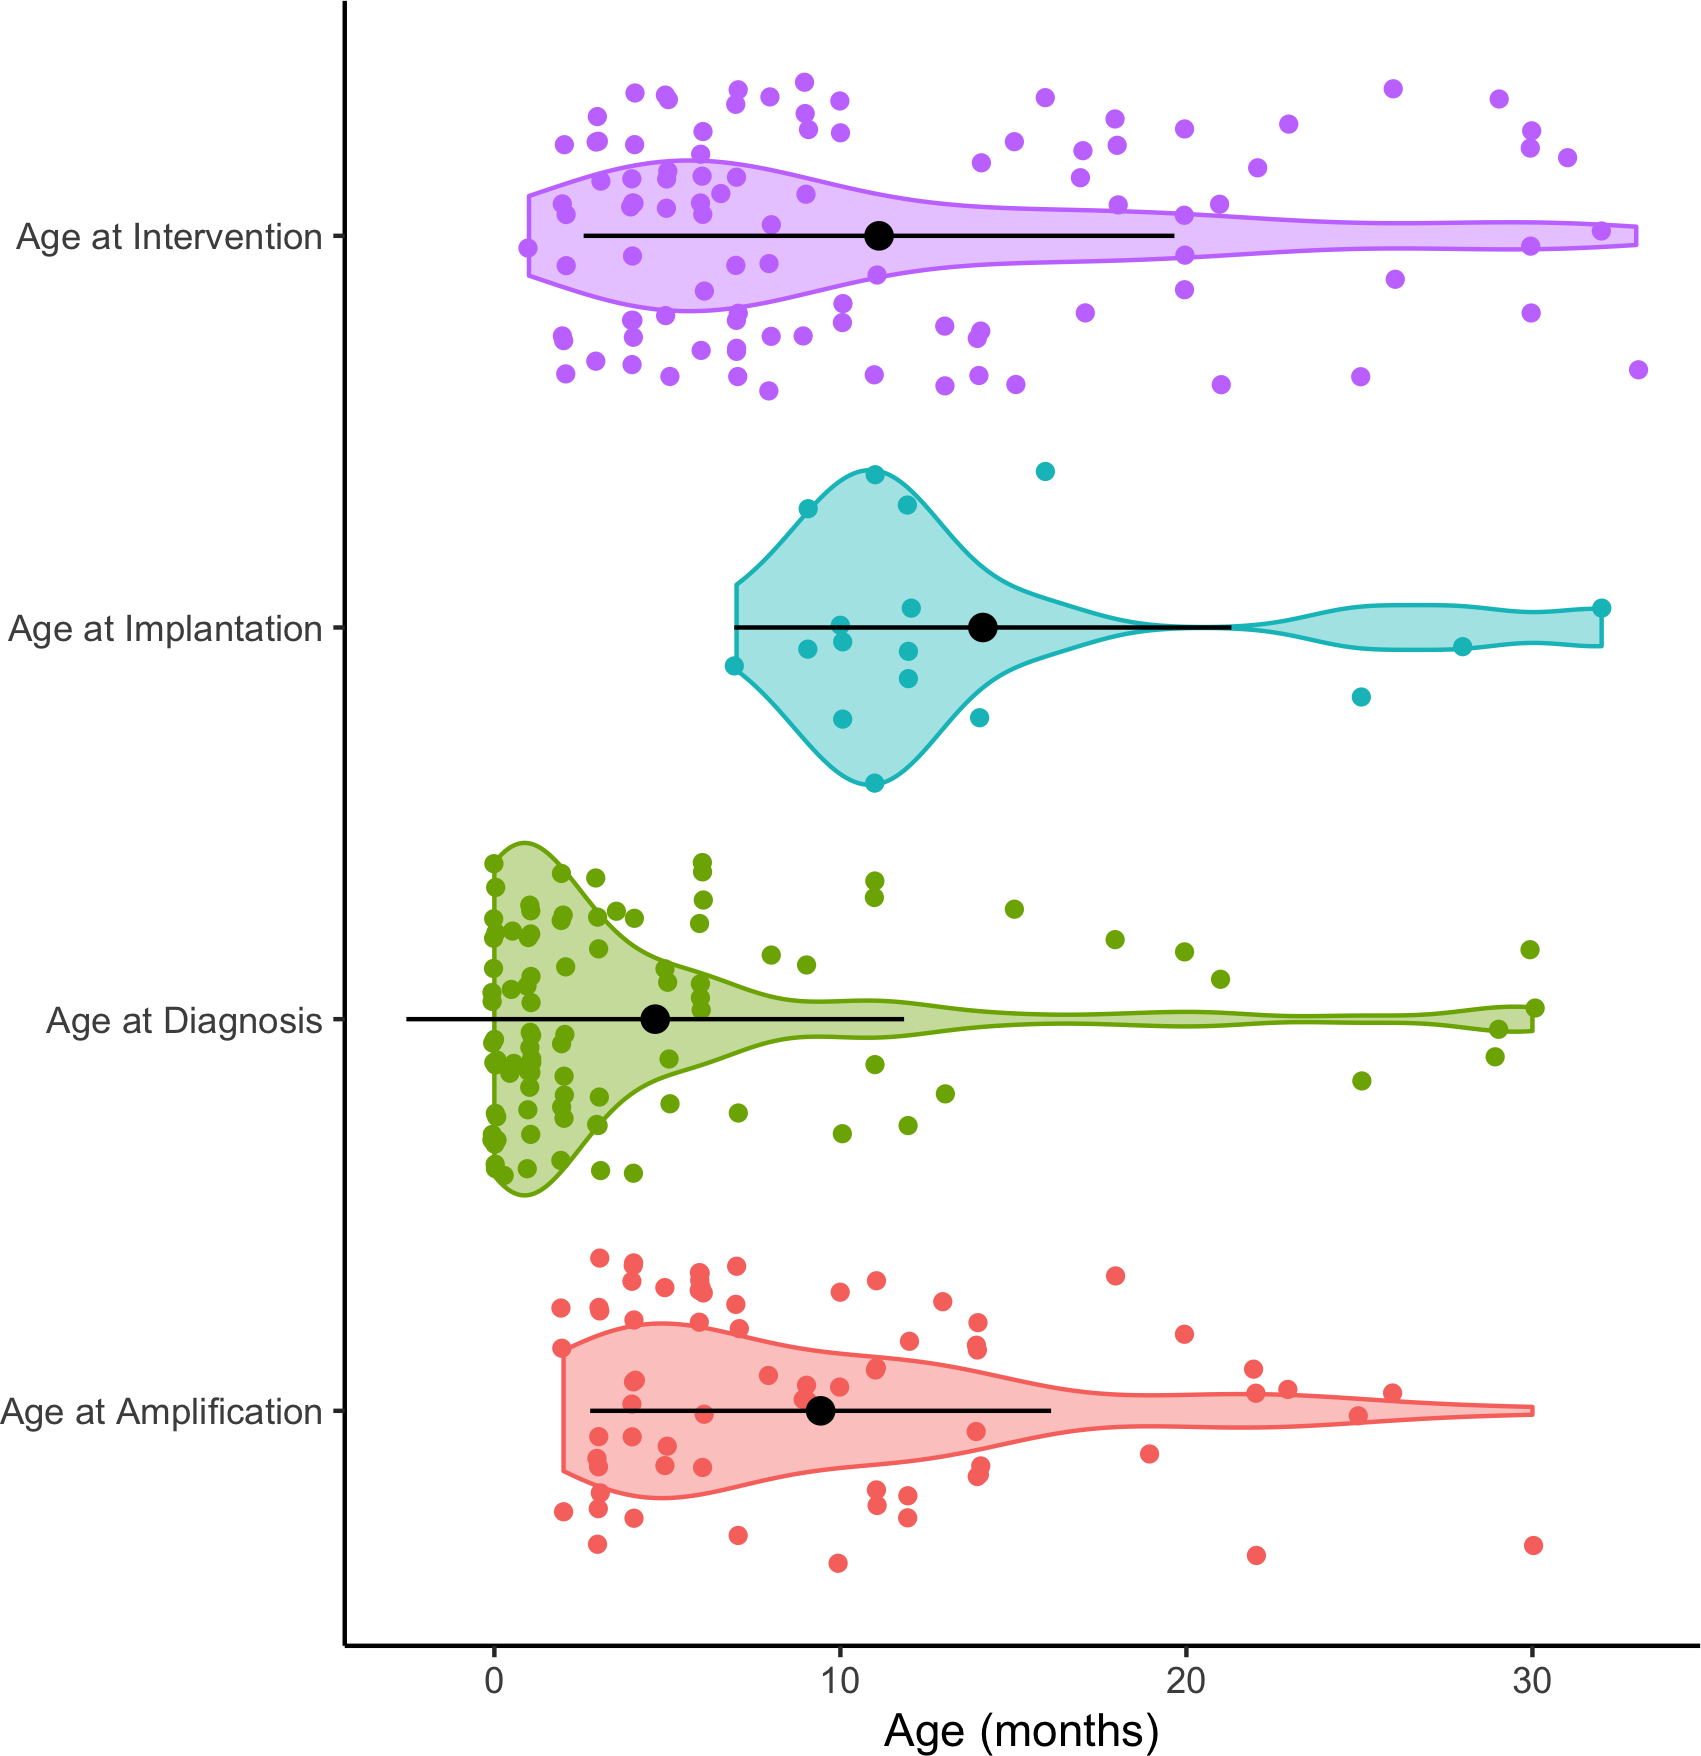 Age at Intervention
Age at Implantation
Age at Diagnosis
Age at Amplification
0 10 20 30
Age (months)